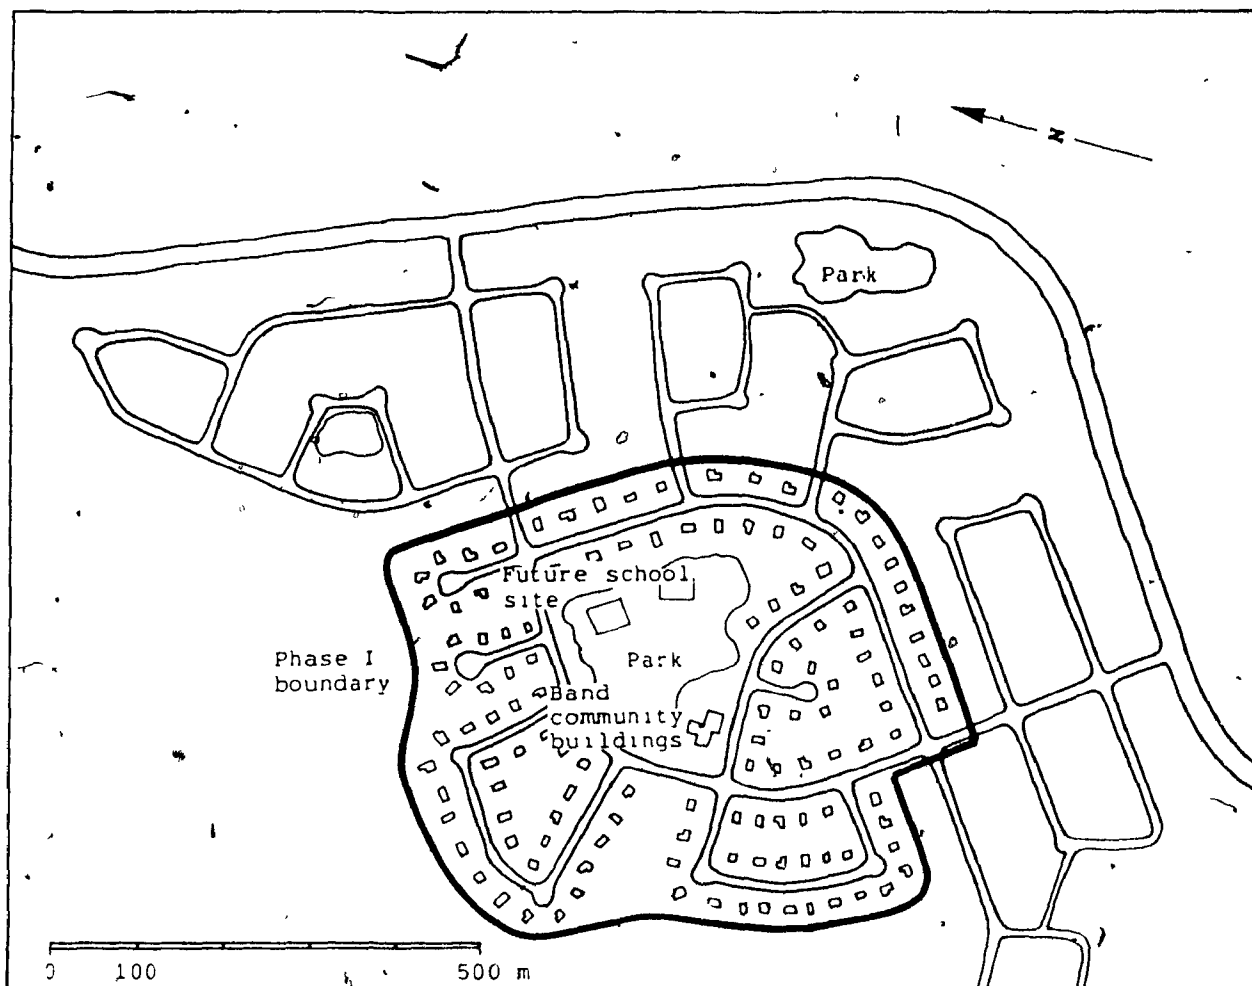 N
Park
Future school
site
Phase I
boundary
Park
Band
community
buildings
0 100 500 m